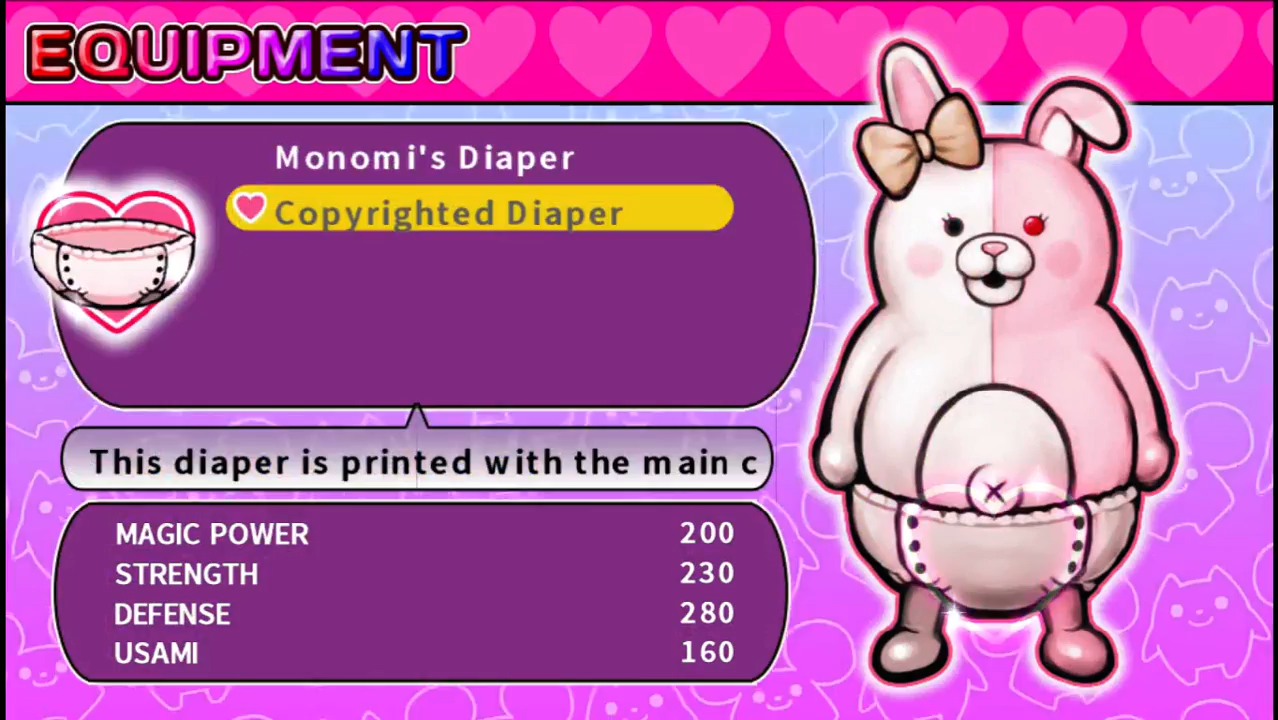 EQUIPMENT
Monomi's Diaper
Copyrighted Diaper
This diaper is printed with the main c
MAGIC POWER 200
STRENGTH 230
DEFENSE 280
USAMI 160